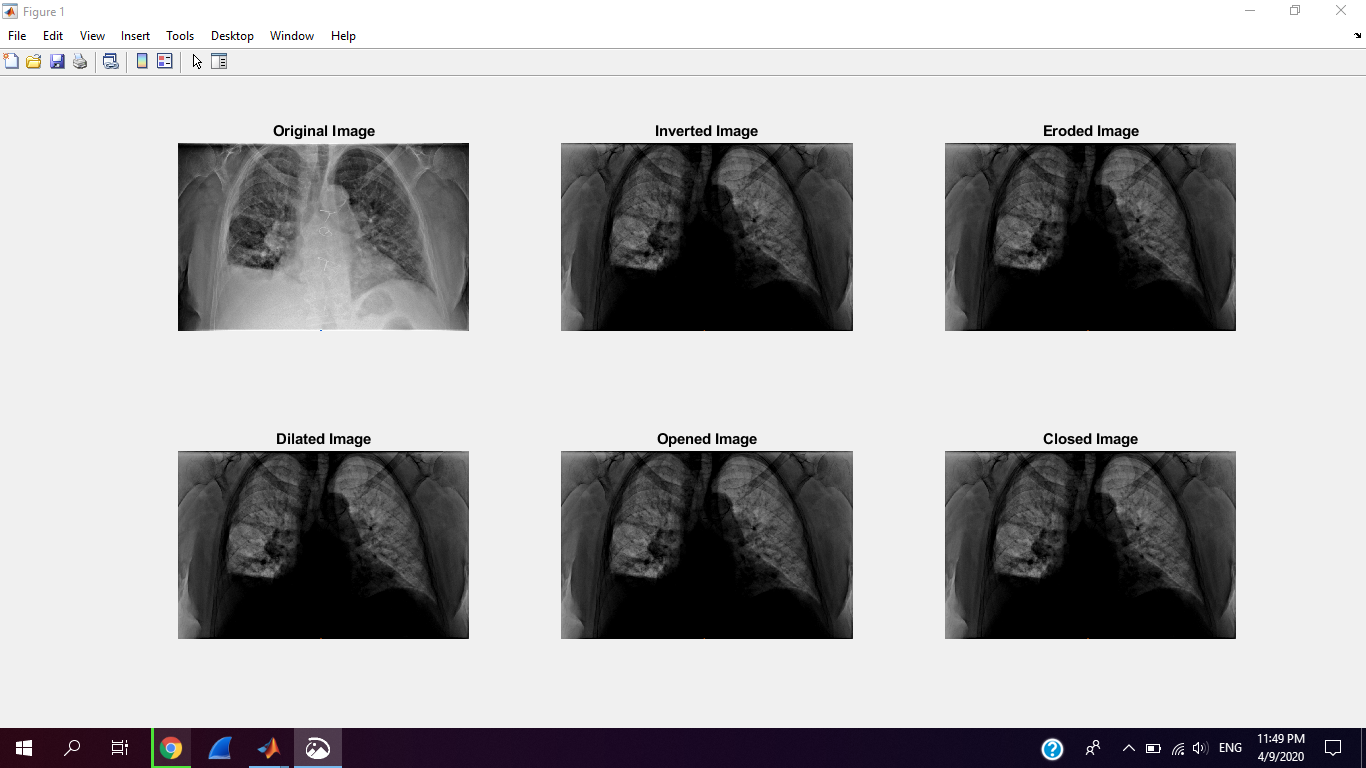 Figure 1
File Edit View Insert Tools Desktop Window Help
Original Image
Inverted Image
Eroded Image
Dilated Image
Opened Image
Closed Image
ENG
11:49 PM
4/9/2020